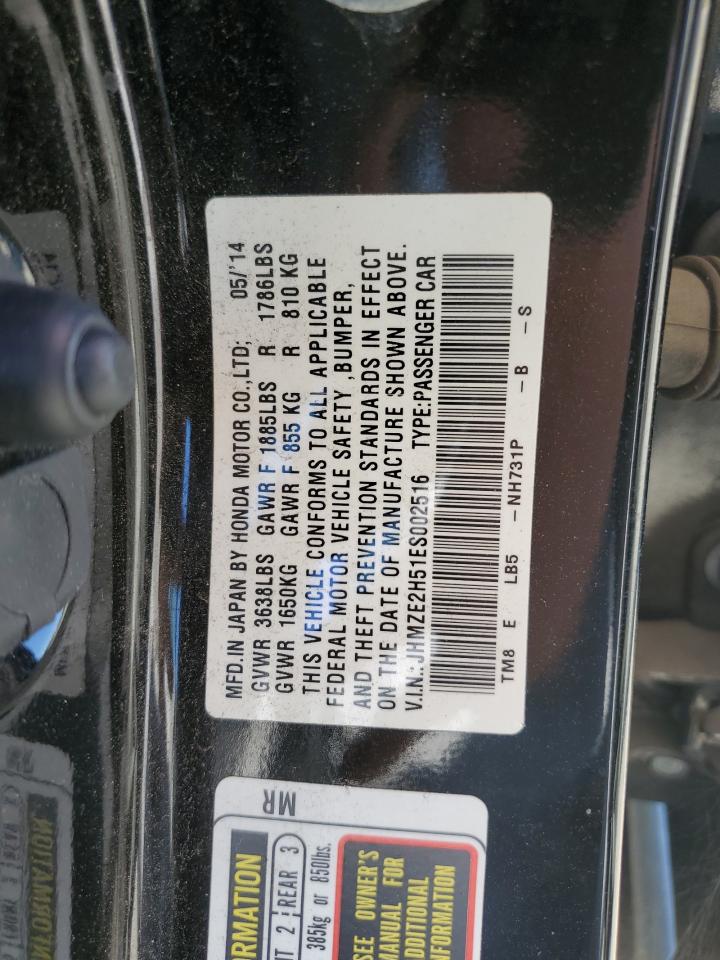 MFD.IN JAPAN BY HONDA MOTOR CO.,LTD; 05/'14
GVWR 3638LBS GAWR F 1885LBS R 1786LBS
GVWR 1650KG GAWR F 855 KG R 810 KG
THIS VEHICLE CONFORMS TO ALL APPLICABLE
FEDERAL MOTOR VEHICLE SAFETY ,BUMPER,
AND THEFT PREVENTION STANDARDS IN EFFECT
ON THE DATE OF MANUFACTURE SHOWN ABOVE.
V.I.N.:JHMZE2H51ES002516 TYPE:PASSENGER CAR
TM8 E LB5 -NH731P -B -S
MR
ORMATION
2 REAR 3
385kg or 850lbs.
SEE OWNER'S
MANUAL FOR
ADDITIONAL
NFORMATION